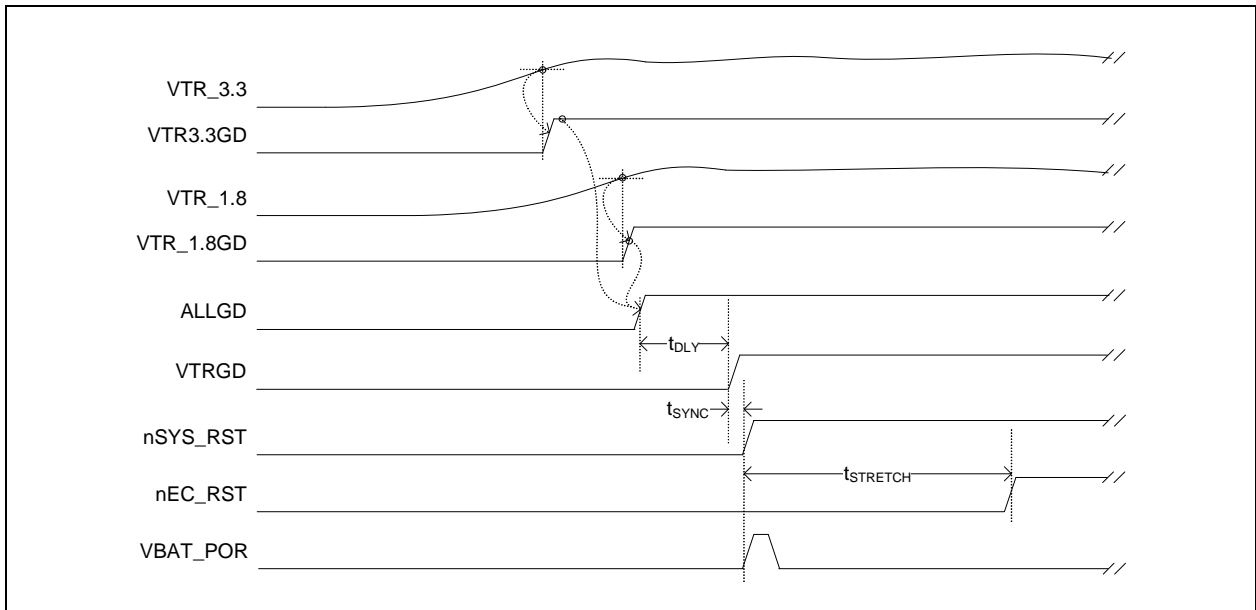 VTR_3.3
VTR3.3GD
VTR_1.8
VTR_1.8GD
ALLGD
tDLY
VTRGD
tSYNC
nSYS_RST
tSTRETCH
nEC_RST
VBAT_POR